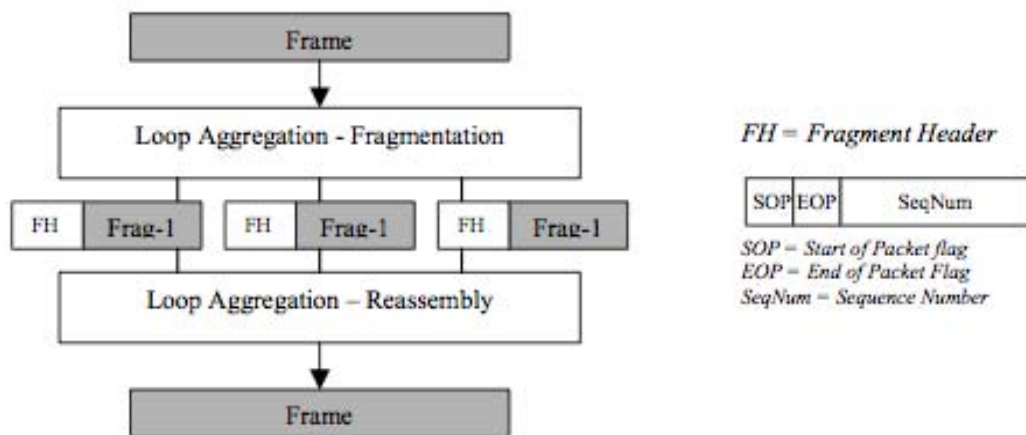 Frame
Loop Aggregation - Fragmentation
FH = Fragment Header
FH Frag-1 FH Frag-1 FH Frag-1
SOP EOP SeqNum
SOP = Start of Packet flag
EOP = End of Packet Flag
SeqNum = Sequence Number
Loop Aggregation – Reassembly
Frame